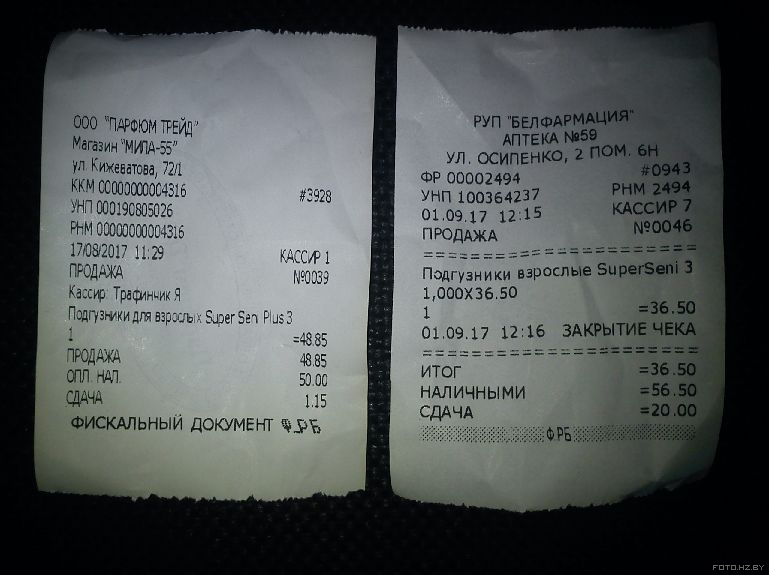 ООО "ПАРФЮМ ТРЕЙД"
Магазин "МИЛА-55"
ул. Кижеватова, 72/1
ККМ 00000000004316 #3928
УНП 000190805026
РНМ 00000000004316
17/08/2017 11:29 КАССИР 1
ПРОДАЖА №0039
Кассир: Трафинчик Я
Подгузники для взрослых Super Seni Plus 3
1 =48.85
ПРОДАЖА 48.85
ОПЛ. НАЛ. 50.00
СДАЧА 1.15
ФИСКАЛЬНЫЙ ДОКУМЕНТ Ф.РБ
РУП "БЕЛФАРМАЦИЯ"
АПТЕКА №59
УЛ. ОСИПЕНКО, 2 ПОМ. 6Н
#0943
ФР 00002494 РНМ 2494
УНП 100364237 КАССИР 7
01.09.17 12:15 №0046
ПРОДАЖА
Подгузники взрослые SuperSeni 3
1,000X36.50
1 =36.50
01.09.17 12:16 ЗАКРЫТИЕ ЧЕКА
ИТОГ =36.50
НАЛИЧНЫМИ =56.50
СДАЧА =20.00
Ф.РБ
FOTO.HZ.BY